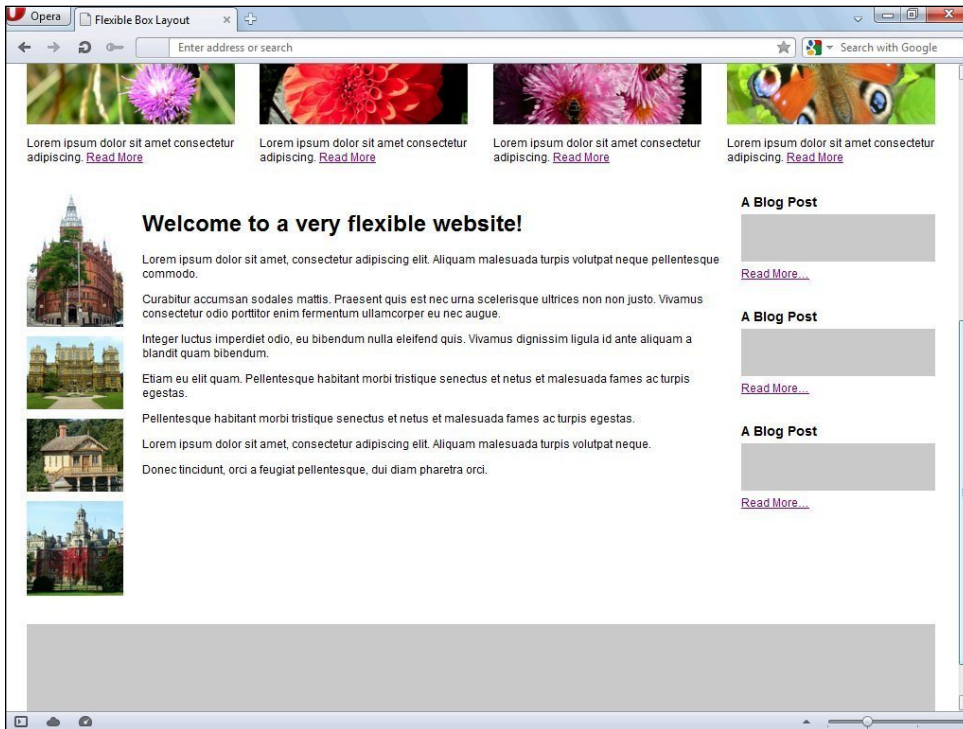 Opera
Flexible Box Layout
Enter address or search
Search with Google
Lorem ipsum dolor sit amet consectetur
adipiscing. Read More
Lorem ipsum dolor sit amet consectetur
adipiscing. Read More
Lorem ipsum dolor sit amet consectetur
adipiscing. Read More
Lorem ipsum dolor sit amet consectetur
adipiscing. Read More
Welcome to a very flexible website!
Lorem ipsum dolor sit amet, consectetur adipiscing elit. Aliquam malesuada turpis volutpat neque pellentesque
commodo.
Curabitur accumsan sodales mattis. Praesent quis est nec urna scelerisque ultrices non non justo. Vivamus
consectetur odio porttitor enim fermentum ullamcorper eu nec augue.
Integer luctus imperdiet odio, eu bibendum nulla eleifend quis. Vivamus dignissim ligula id ante aliquam a
blandit quam bibendum.
Etiam eu elit quam. Pellentesque habitant morbi tristique senectus et netus et malesuada fames ac turpis
egestas.
Pellentesque habitant morbi tristique senectus et netus et malesuada fames ac turpis egestas.
Lorem ipsum dolor sit amet, consectetur adipiscing elit. Aliquam malesuada turpis volutpat neque.
Donec tincidunt, orci a feugiat pellentesque, dui diam pharetra orci.
A Blog Post
Read More...
A Blog Post
Read More...
A Blog Post
Read More...